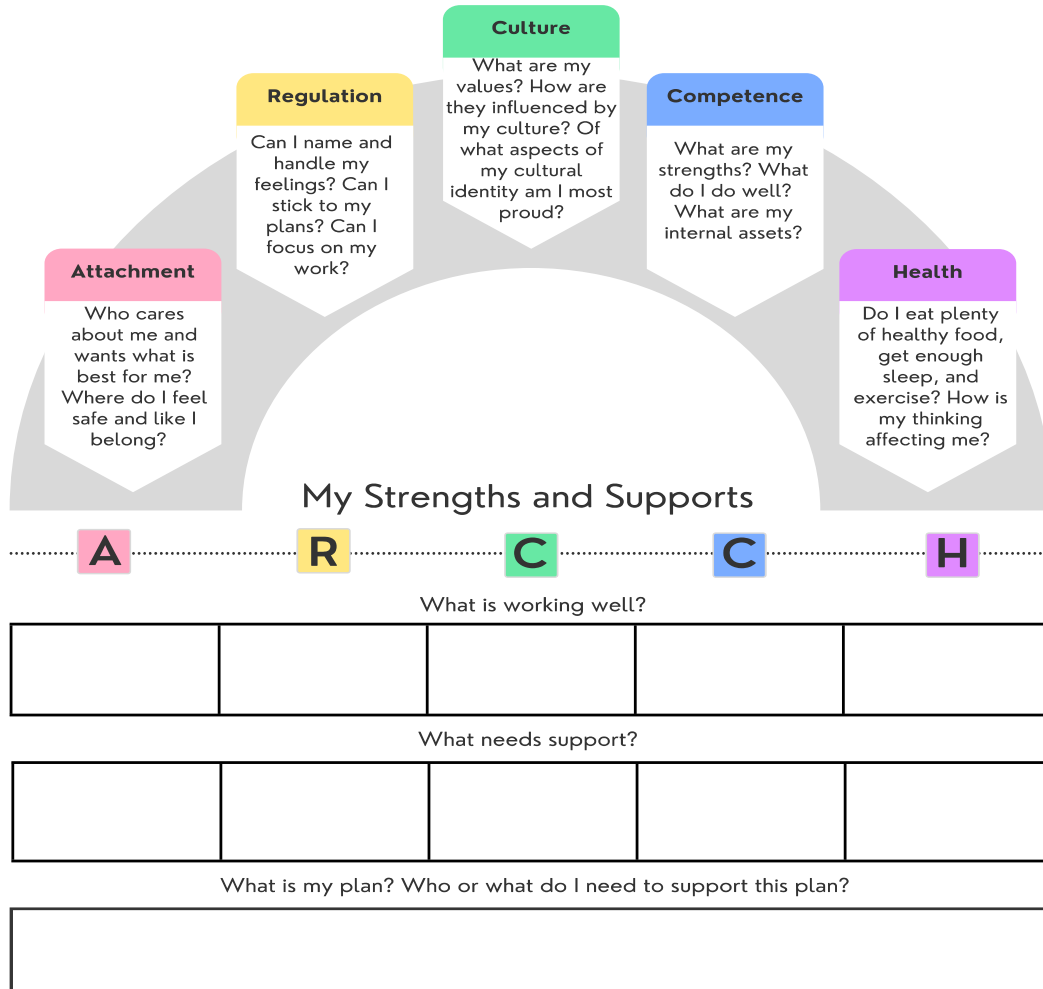 Culture
What are my
values? How are
they influenced by
my culture? Of
what aspects of
my cultural
identity am I most
proud?
Regulation
Can I name and
handle my
feelings? Can I
stick to my
plans? Can I
focus on my
work?
Competence
What are my
strengths? What
do I do well?
What are my
internal assets?
Attachment
Who cares
about me and
wants what is
best for me?
Where do I feel
safe and like I
belong?
Health
Do I eat plenty
of healthy food,
get enough
sleep, and
exercise? How is
my thinking
affecting me?
My Strengths and Supports
A R C C H
What is working well?
What needs support?
What is my plan? Who or what do I need to support this plan?